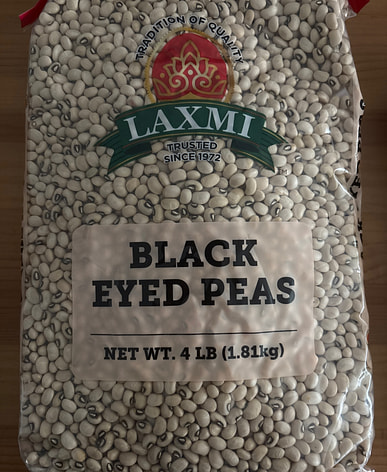 TRADITION OF QUALITY
LAXMI
TRUSTED
SINCE 1972
BLACK
EYED PEAS
NET WT. 4 LB (1.81kg)